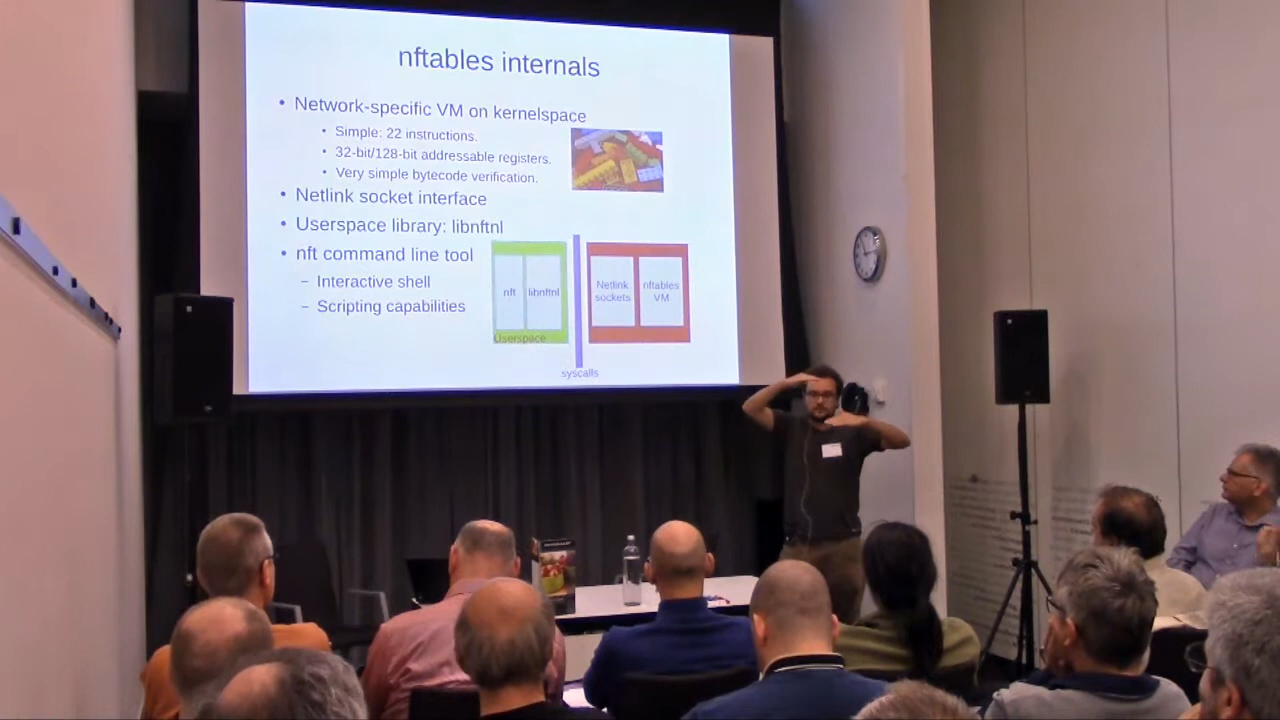 nftables internals
• Network-specific VM on kernelspace
• Simple: 22 instructions.
• 32-bit/128-bit addressable registers.
• Very simple bytecode verification.
• Netlink socket interface
• Userspace library: libnftnl
• nft command line tool
– Interactive shell
– Scripting capabilities
nft
libnftnl
Userspace
Netlink
sockets
nftables
VM
syscalls